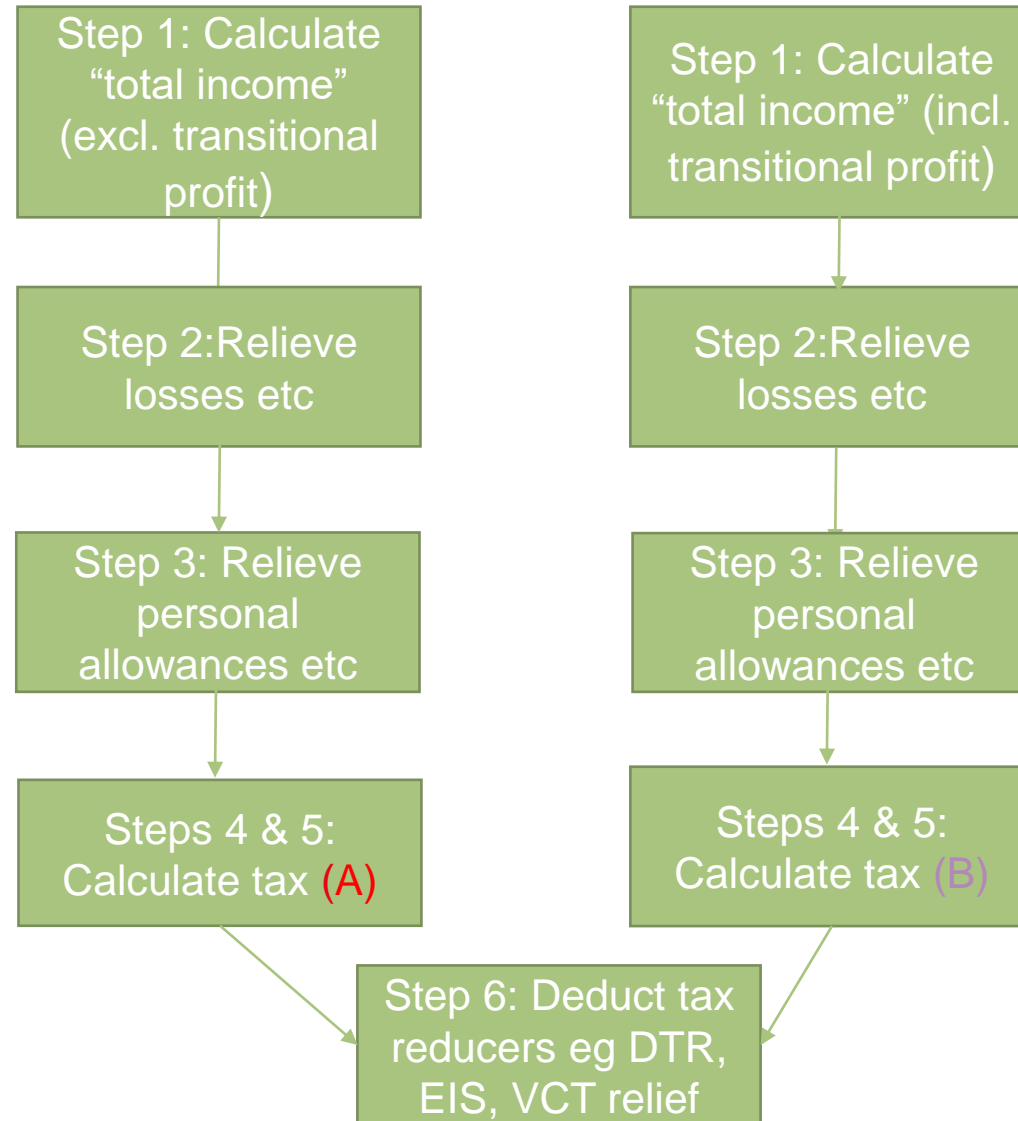 Step 1: Calculate
“total income”
(excl. transitional
profit)
Step 2:Relieve
losses etc
Step 3: Relieve
personal
allowances etc
Steps 4 & 5:
Calculate tax (A)
Step 1: Calculate
“total income” (incl.
transitional profit)
Step 2:Relieve
losses etc
Step 3: Relieve
personal
allowances etc
Steps 4 & 5:
Calculate tax (B)
Step 6: Deduct tax
reducers eg DTR,
EIS, VCT relief